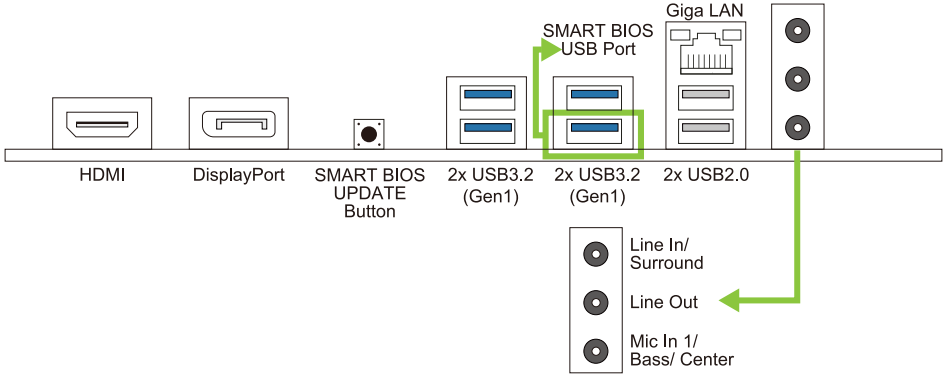 Giga LAN
SMART BIOS
USB Port
HDMI
DisplayPort
SMART BIOS
UPDATE
Button
2x USB3.2
(Gen1)
2x USB3.2
(Gen1)
2x USB2.0
Line In/
Surround
Line Out
Mic In 1/
Bass/ Center